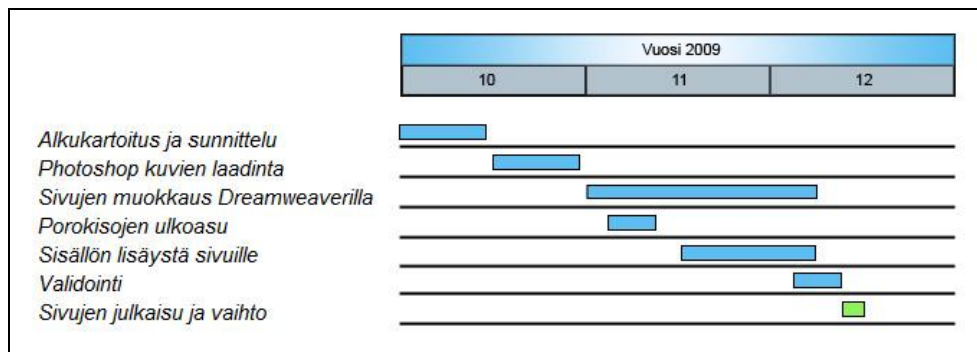 Vuosi 2009
10 11 12
Alkukartoitus ja sunnittelu
Photoshop kuvien laadinta
Sivujen muokkaus Dreamweaverilla
Porokisojen ulkoasu
Sisällön lisäystä sivuille
Validointi
Sivujen julkaisu ja vaihto